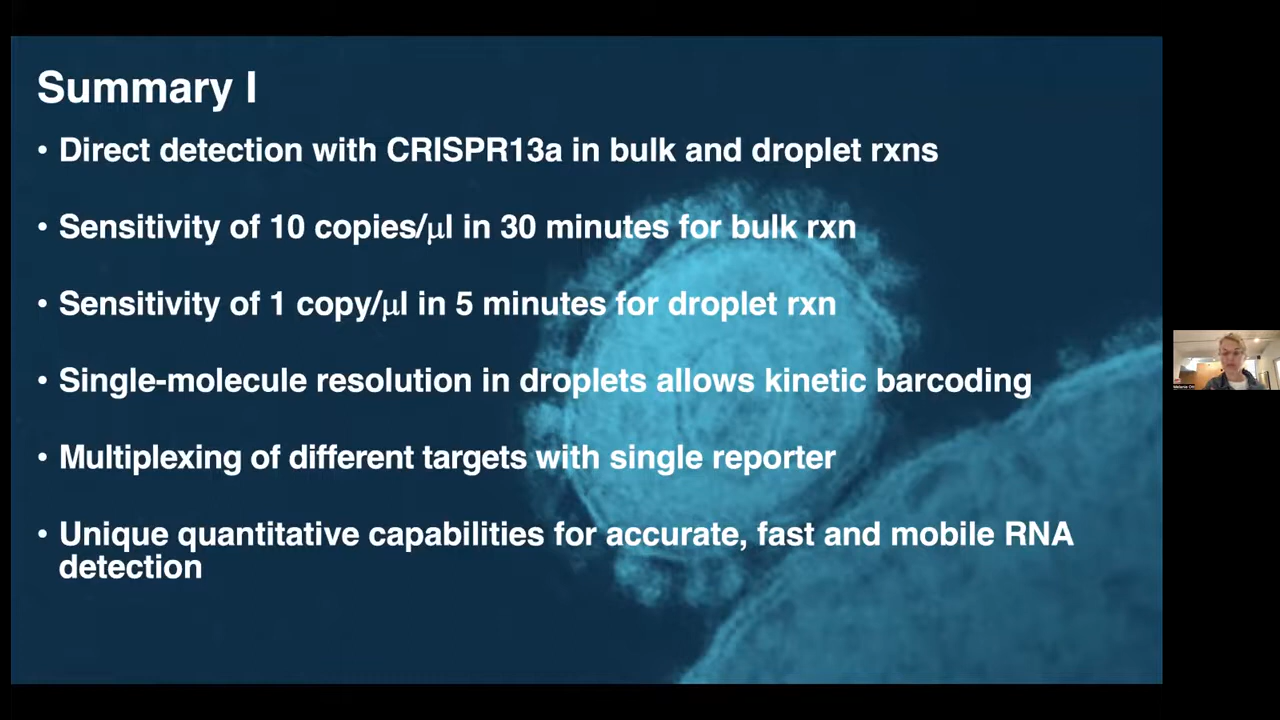 Summary I
• Direct detection with CRISPR13a in bulk and droplet rxns
• Sensitivity of 10 copies/μl in 30 minutes for bulk rxn
• Sensitivity of 1 copy/μl in 5 minutes for droplet rxn
• Single-molecule resolution in droplets allows kinetic barcoding
• Multiplexing of different targets with single reporter
• Unique quantitative capabilities for accurate, fast and mobile RNA
detection